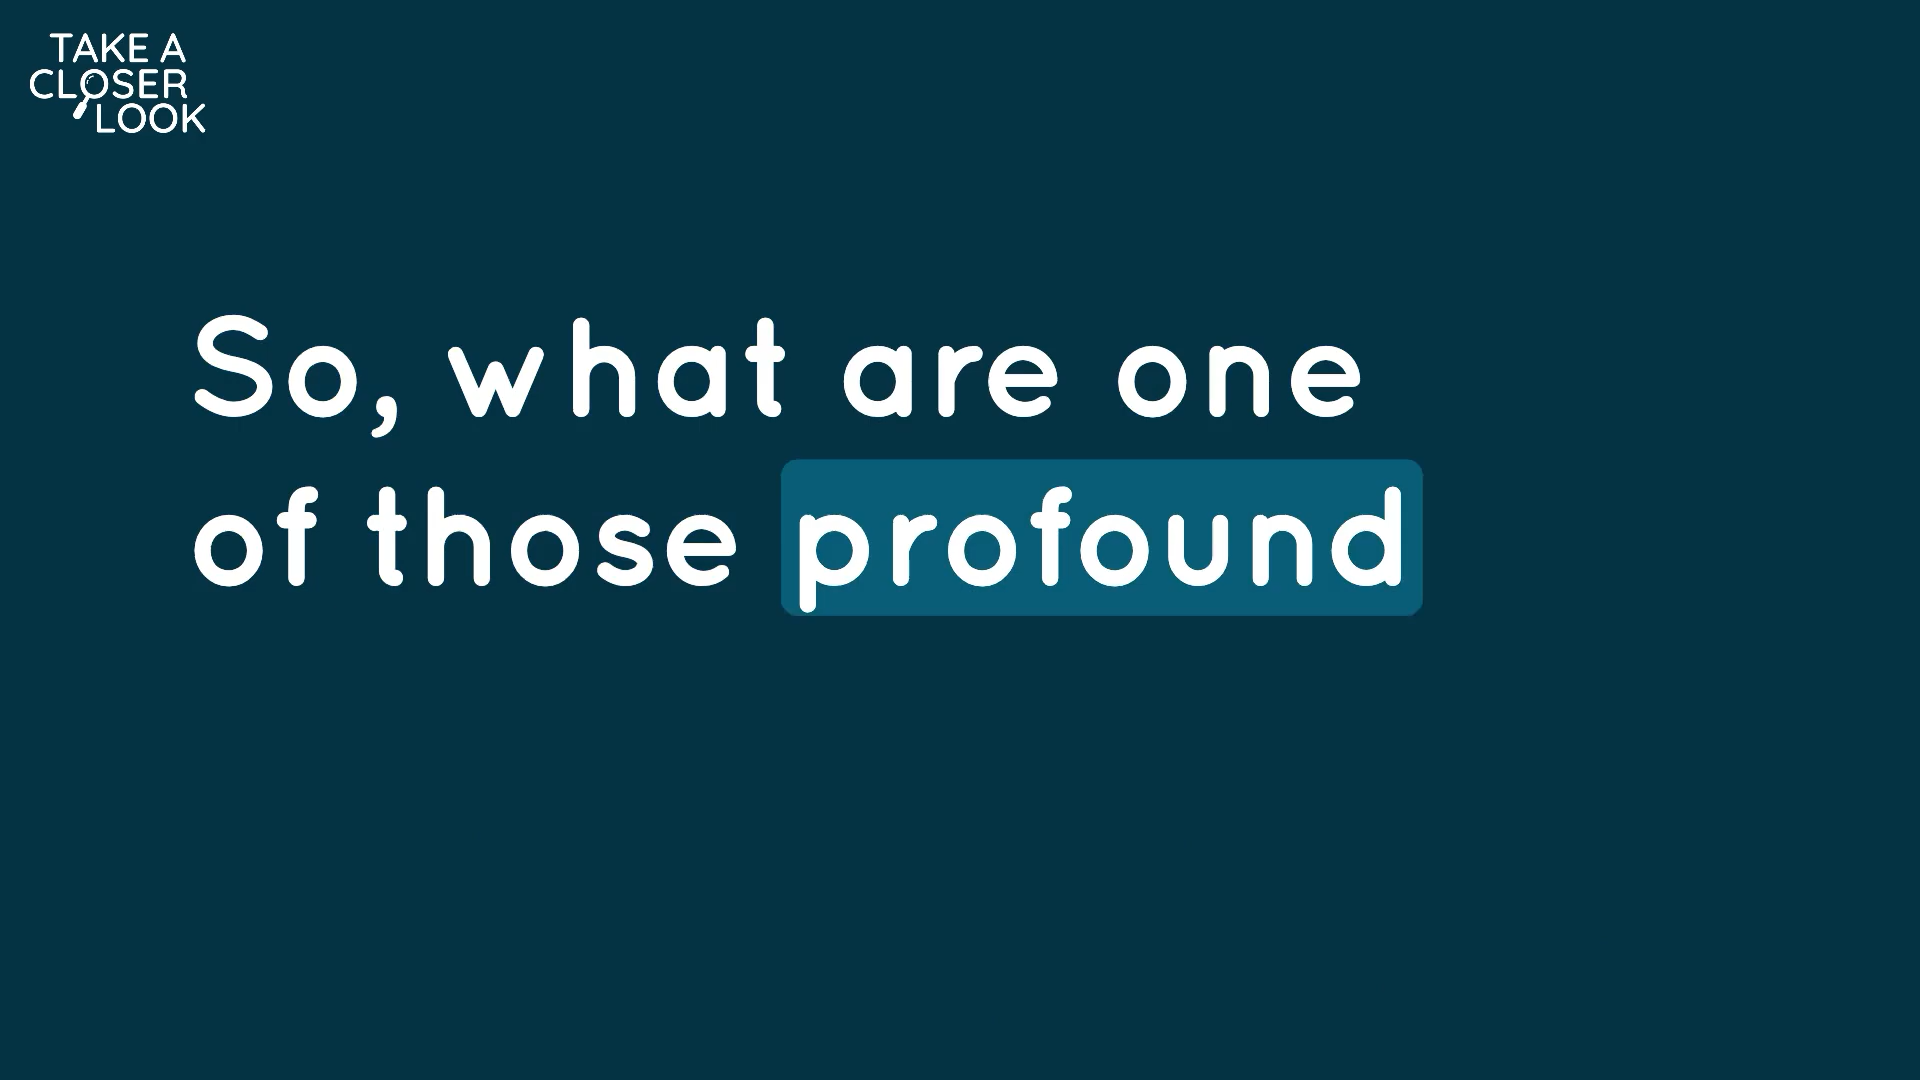 TAKE A
CLOSER
LOOK
So, what are one
of those profound